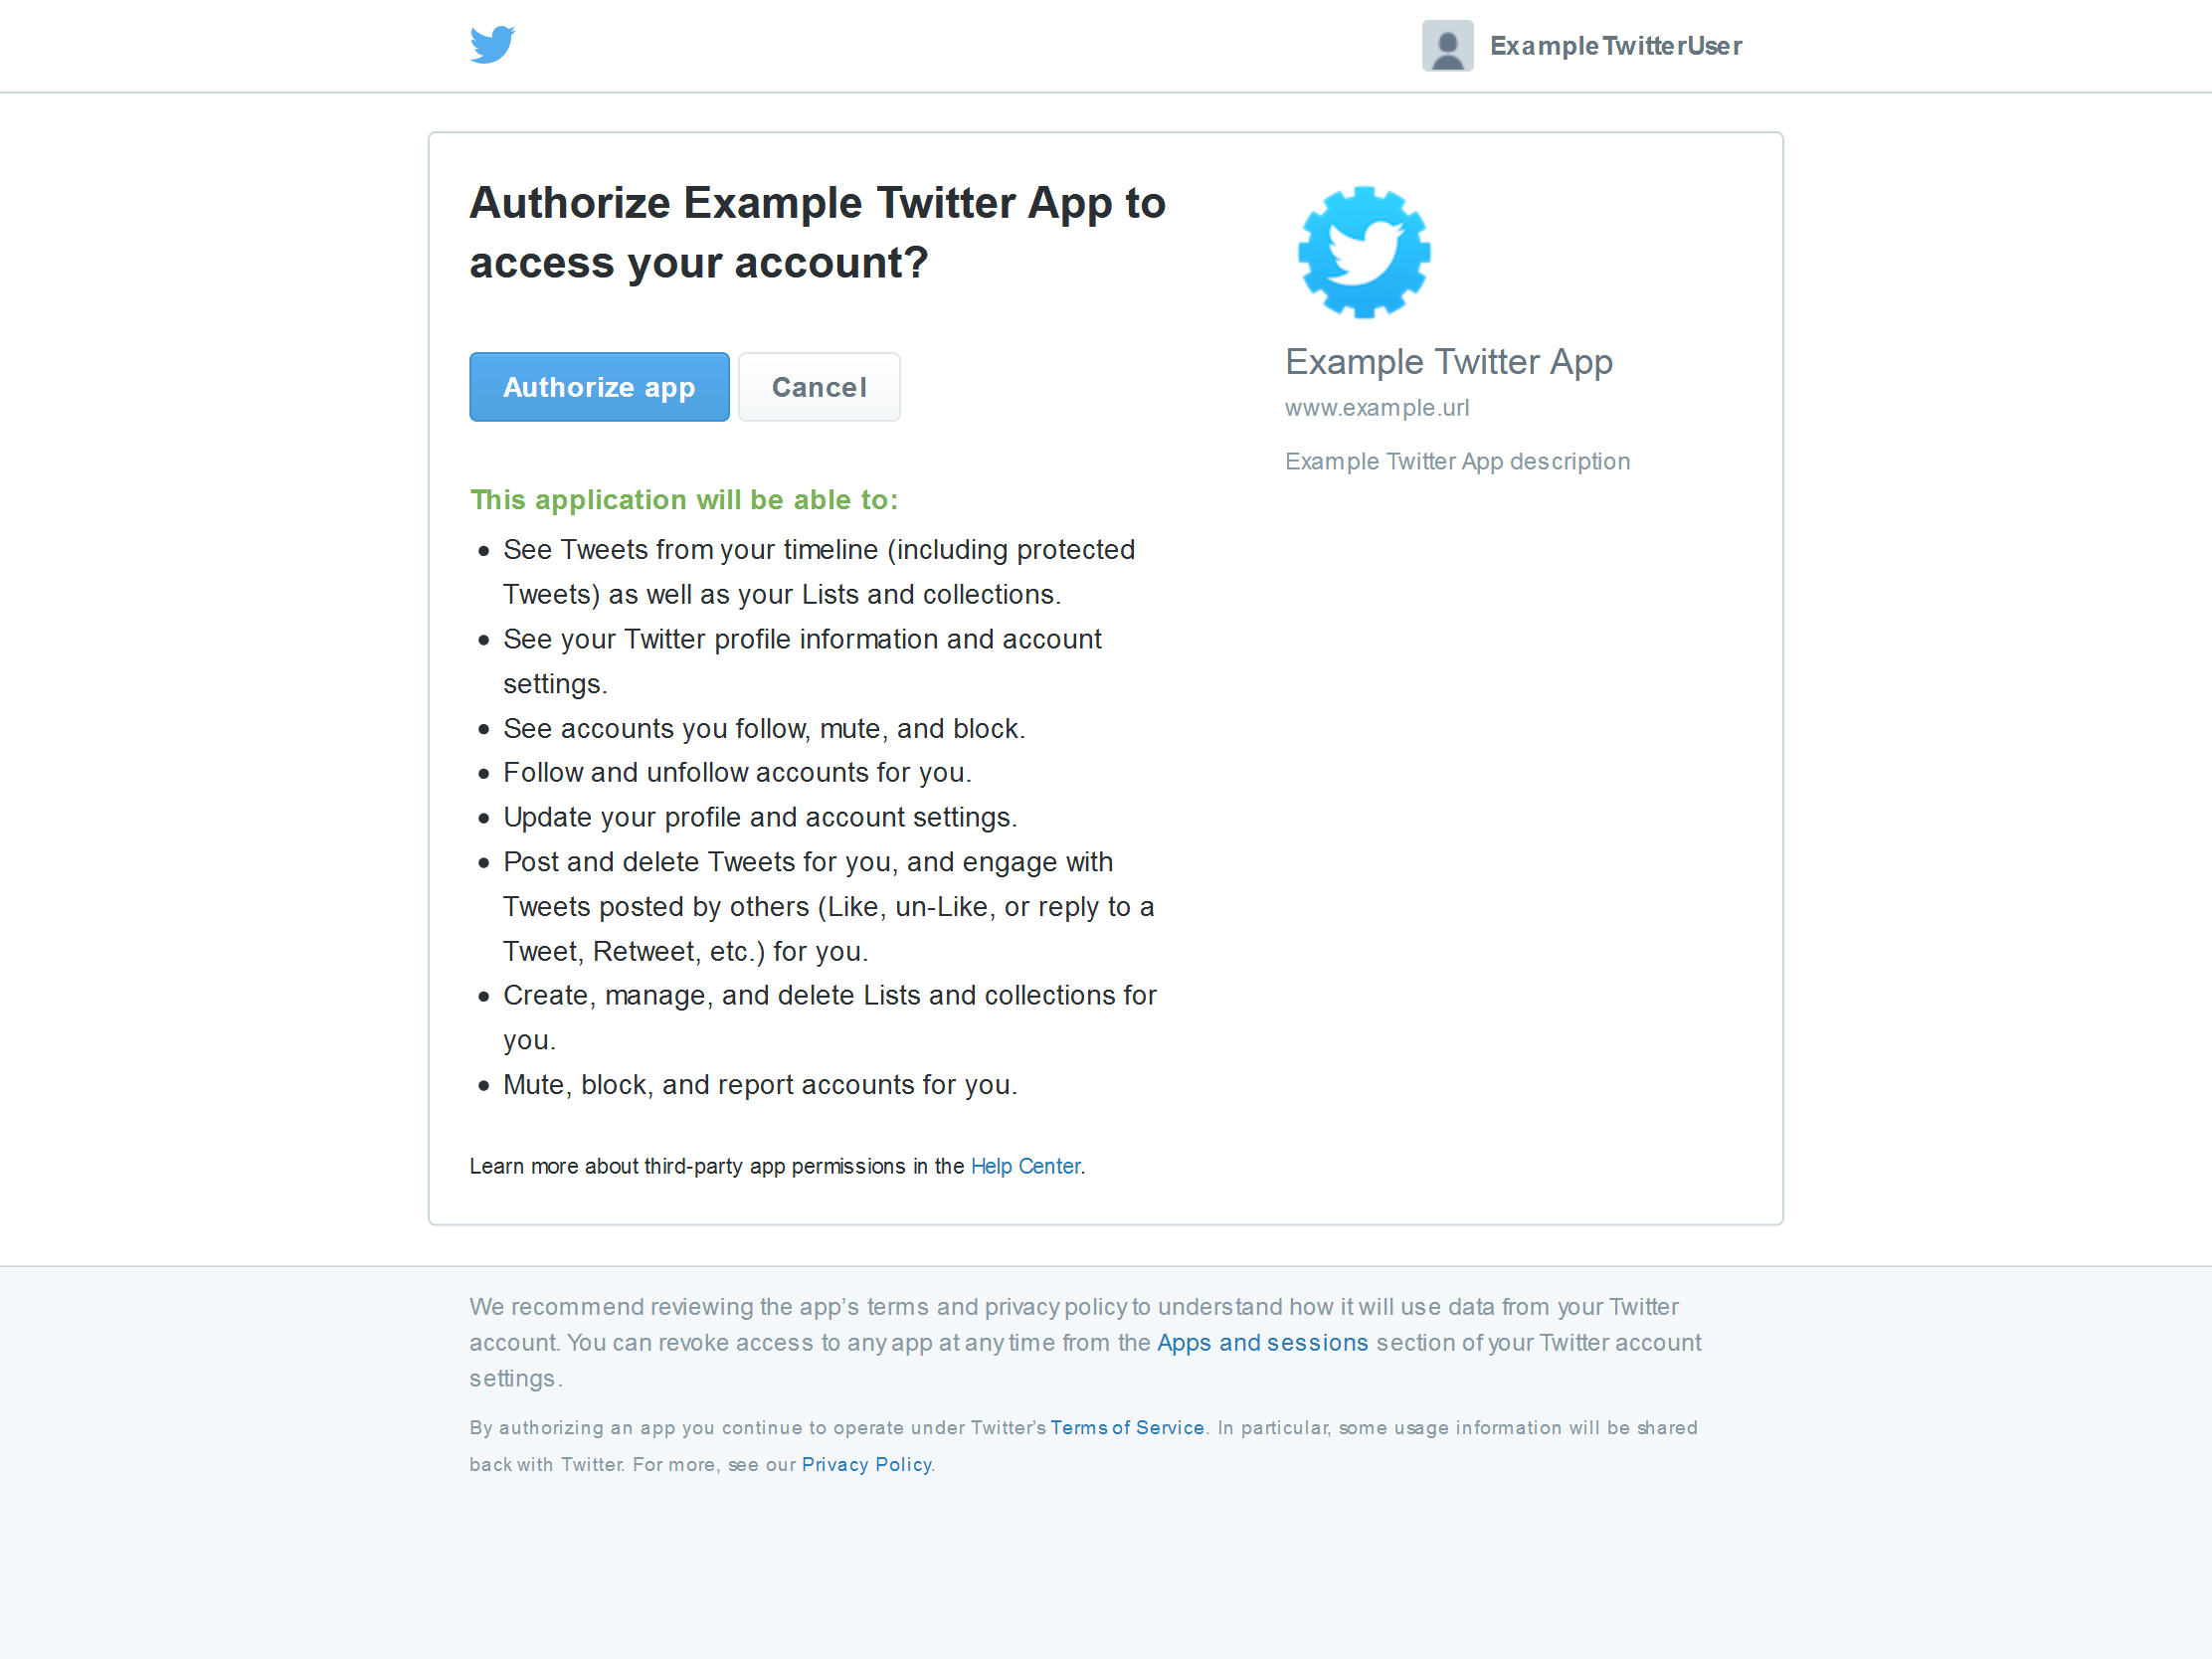 ExampleTwitterUser
Authorize Example Twitter App to
access your account?
Authorize app
Cancel
This application will be able to:
See Tweets from your timeline (including protected
Tweets) as well as your Lists and collections.
See your Twitter profile information and account
settings.
See accounts you follow, mute, and block.
Follow and unfollow accounts for you.
Update your profile and account settings.
Post and delete Tweets for you, and engage with
Tweets posted by others (Like, un-Like, or reply to a
Tweet, Retweet, etc.) for you.
Create, manage, and delete Lists and collections for
you.
Mute, block, and report accounts for you.
Learn more about third-party app permissions in the Help Center.
Example Twitter App
www.example.url
Example Twitter App description
We recommend reviewing the app’s terms and privacy policy to understand how it will use data from your Twitter
account. You can revoke access to any app at any time from the Apps and sessions section of your Twitter account
settings.
By authorizing an app you continue to operate under Twitter’s Terms of Service. In particular, some usage information will be shared
back with Twitter. For more, see our Privacy Policy.